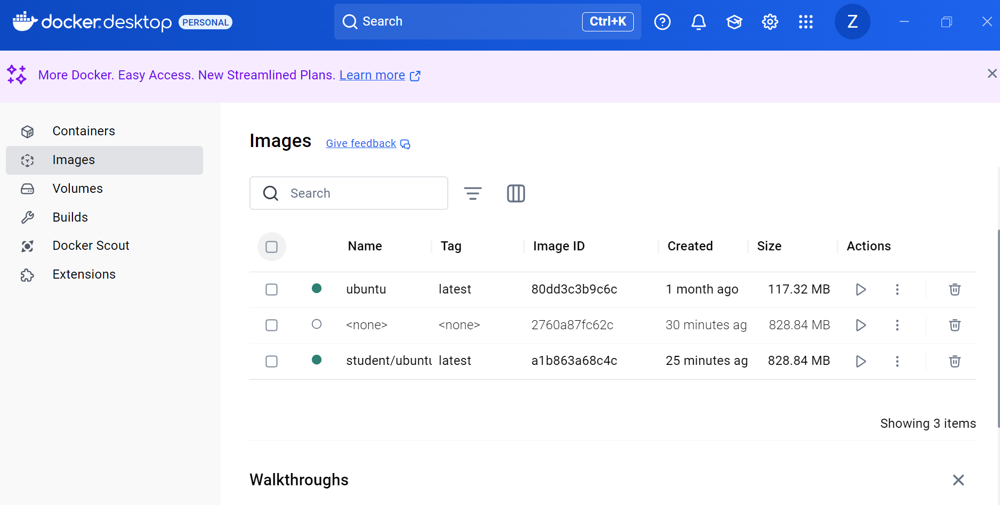 docker.desktop PERSONAL
Search Ctrl+K
Z
More Docker. Easy Access. New Streamlined Plans. Learn more
Containers
Images
Volumes
Builds
Docker Scout
Extensions
Images Give feedback
Search
Name Tag Image ID Created Size Actions
ubuntu latest 80dd3c3b9c6c 1 month ago 117.32 MB
<none> <none> 2760a87fc62c 30 minutes ag 828.84 MB
student/ubuntu latest a1b863a68c4c 25 minutes ag 828.84 MB
Showing 3 items
Walkthroughs